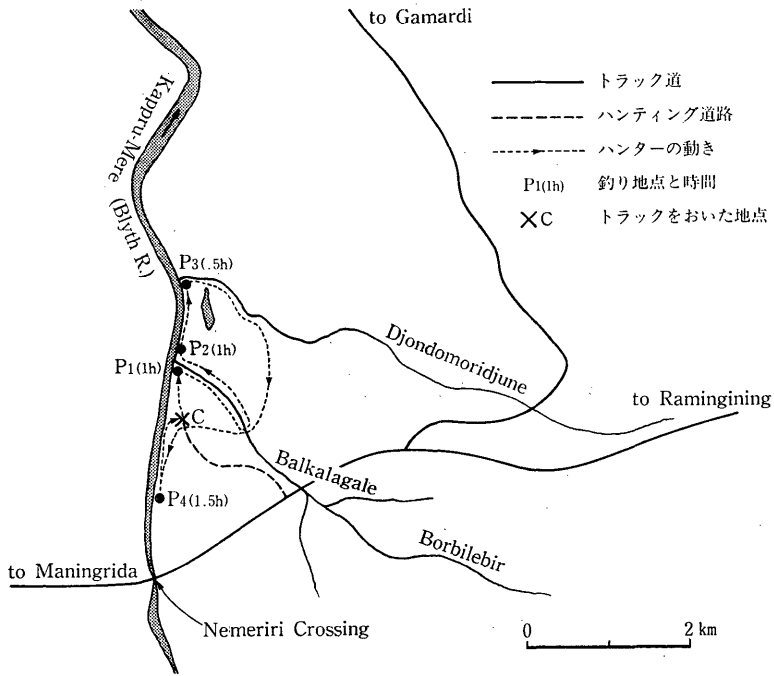 to Gamardi
トラック道
ハンティング道路
ハンターの動き
P1(1h) 釣り地点と時間
C トラックをおいた地点
Kappru-Mere
(Blyth R.)
P3(.5h)
P2(1h)
P1(1h)
Djondomoridjune
to Ramingining
C
Balkalagale
P4(1.5h)
Borbilebir
to Maningrida
Nemeriri Crossing
0 2 km